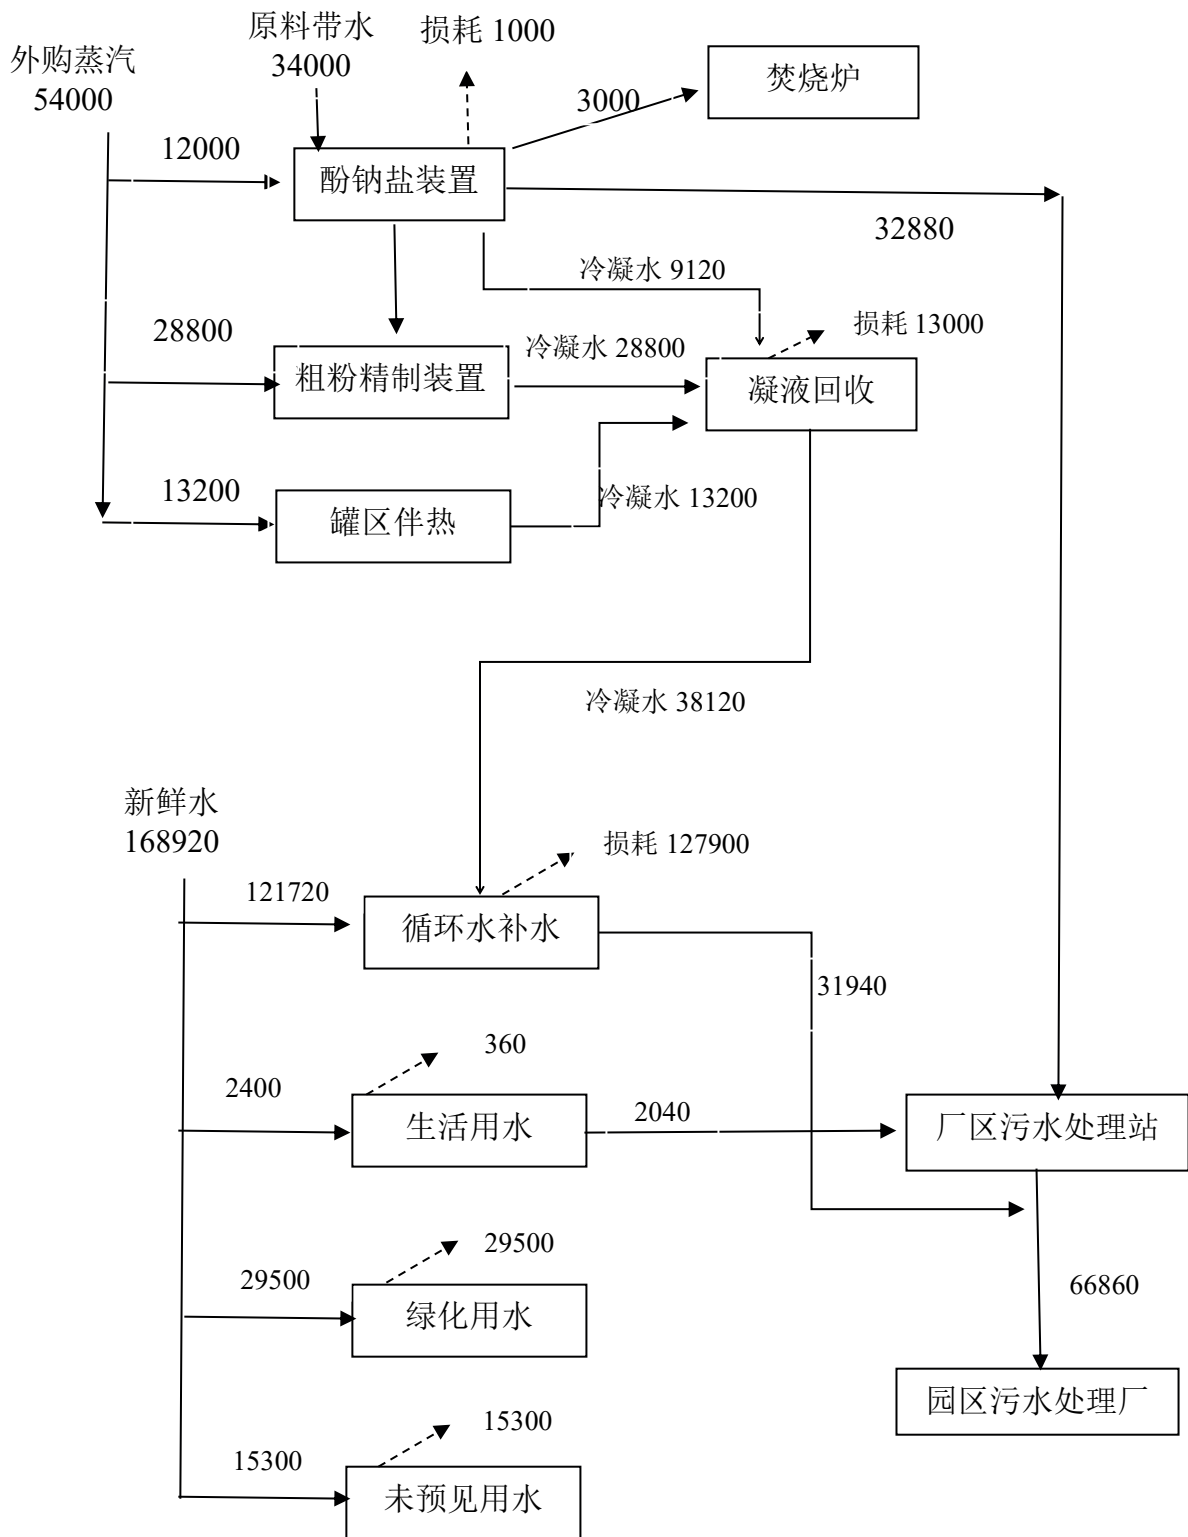 原料带水
34000
损耗 1000
外购蒸汽
54000
3000
焚烧炉
12000
酚钠盐装置
32880
冷凝水 9120
28800
损耗 13000
冷凝水 28800
粗粉精制装置
凝液回收
13200
冷凝水 13200
罐区伴热
冷凝水 38120
新鲜水
168920
损耗 127900
121720
循环水补水
31940
360
2400
生活用水
2040
厂区污水处理站
29500
29500
绿化用水
66860
园区污水处理厂
15300
15300
未预见用水